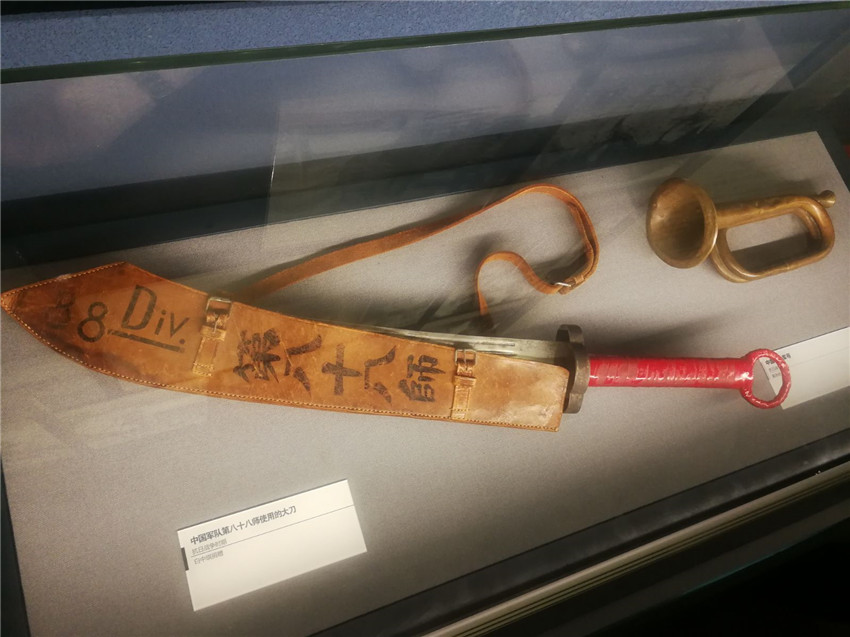 88 Div.
第八十八師
中国军队第八十八师使用的大刀
抗日战争时期